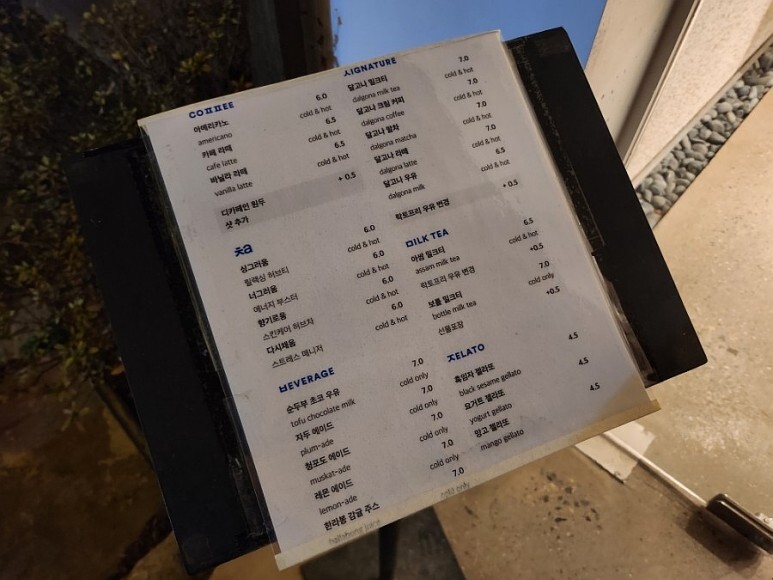 COㅍㅍEE
아메리카노 6.0
americano cold & hot
카페 라떼 6.5
cafe latte cold & hot
바닐라 라떼 6.5
vanilla latte cold & hot
디카페인 원두 + 0.5
샷 추가
ㅊa
싱그러움 6.0
릴랙싱 허브티 cold & hot
너그러움 6.0
에너지 부스터 cold & hot
향기로움 6.0
스킨케어 허브차 cold & hot
다시채움 6.0
스트레스 매니저 cold & hot
ㅂEVERAGE
순두부 초코 우유 7.0
tofu chocolate milk cold only
자두 에이드 7.0
plum-ade cold only
청포도 에이드 7.0
muskat-ade cold only
레몬 에이드 7.0
lemon-ade cold only
한라봉 감귤 주스 7.0
hallabong juice cold only
ㅅIGNATURE
달고나 밀크티 7.0
dalgona milk tea cold & hot
달고나 크림 커피 7.0
dalgona coffee cold & hot
달고나 말차 7.0
dalgona matcha cold & hot
달고나 라떼 7.0
dalgona latte cold & hot
달고나 우유 6.5
dalgona milk cold & hot
락토프리 우유 변경 + 0.5
ㅁILK TEA
아쌈 밀크티 6.5
assam milk tea cold & hot
락토프리 우유 변경 +0.5
보틀 밀크티 7.0
bottle milk tea cold only
선물포장 +0.5
ㅈELATO
흑임자 젤라또 4.5
black sesame gellato
요거트 젤라또 4.5
yogurt gellato
망고 젤라또 4.5
mango gellato